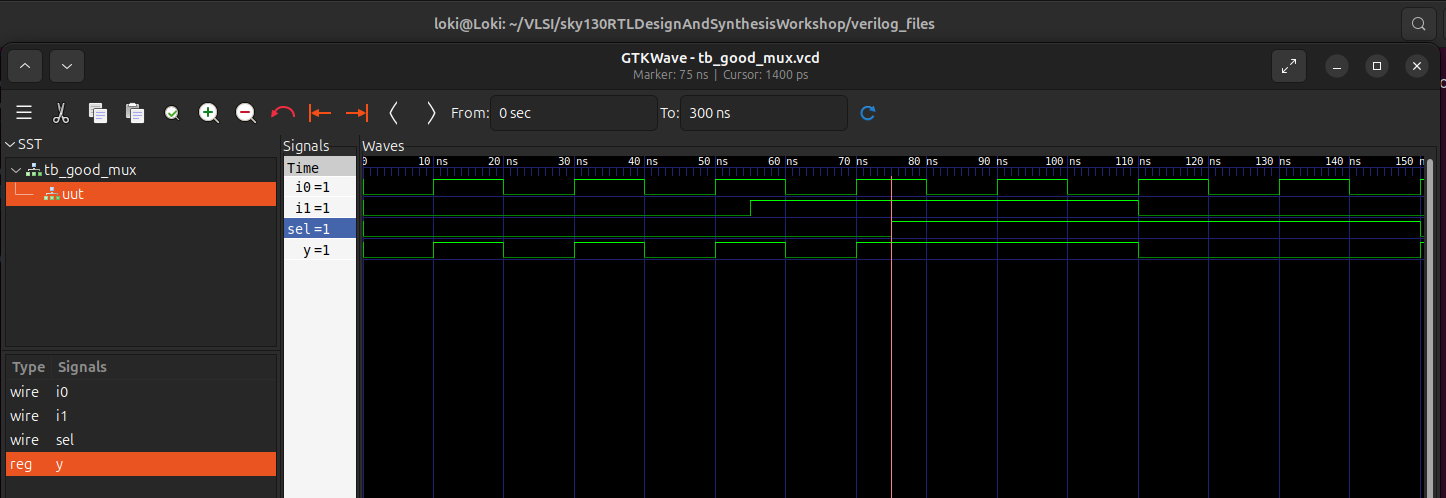 loki@Loki: ~/VLSI/sky130RTLDesignAndSynthesisWorkshop/verilog_files
GTKWave - tb_good_mux.vcd
Marker: 75 ns | Cursor: 1400 ps
From: 0 sec To: 300 ns
SST
tb_good_mux
uut
Type Signals
wire i0
wire i1
wire sel
reg y
Signals
Time
i0 =1
i1 =1
sel =1
y =1
Waves
0 10 ns 20 ns 30 ns 40 ns 50 ns 60 ns 70 ns 80 ns 90 ns 100 ns 110 ns 120 ns 130 ns 140 ns 150 n